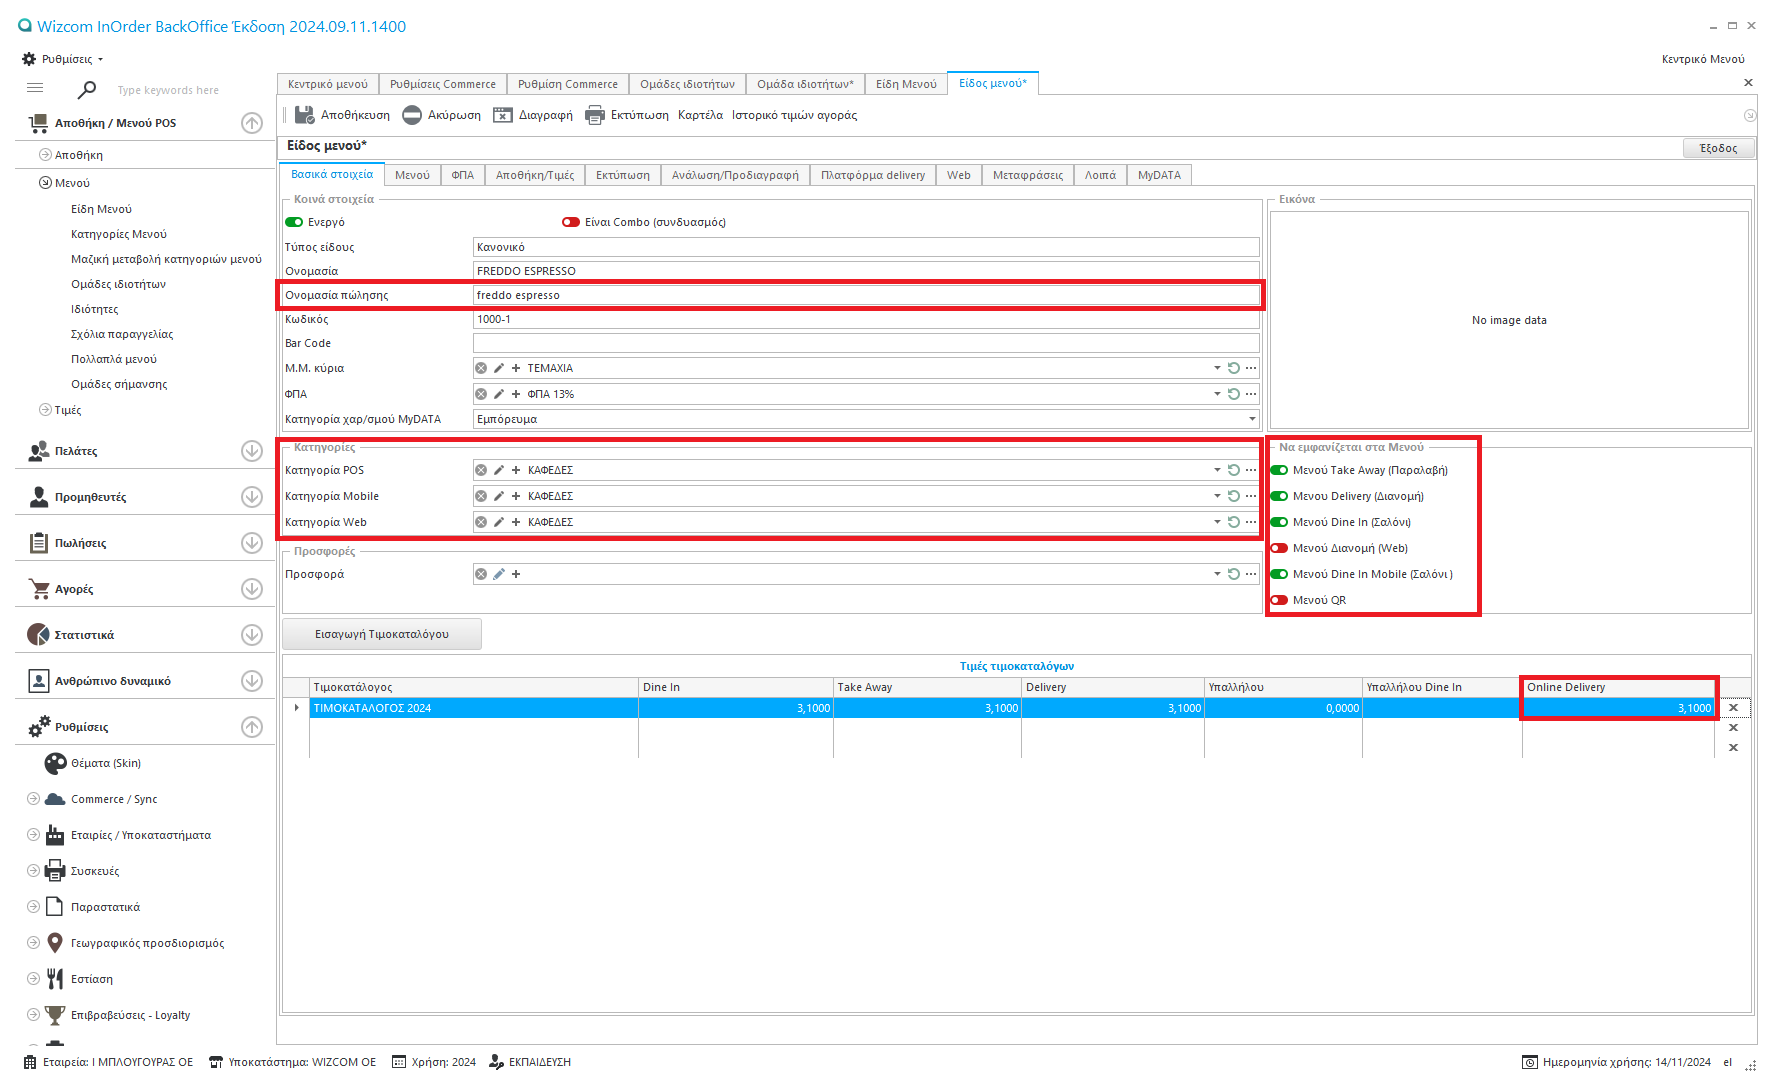 Wizcom InOrder BackOffice Έκδοση 2024.09.11.1400
Ρυθμίσεις
Κεντρικό Μενού
Type keywords here
Κεντρικό μενού
Ρυθμίσεις Commerce
Ρυθμίση Commerce
Ομάδες ιδιοτήτων
Ομάδα ιδιοτήτων*
Είδη Μενού
Είδος μενού*
Αποθήκευση
Ακύρωση
Διαγραφή
Εκτύπωση
Καρτέλα
Ιστορικό τιμών αγοράς
Είδος μενού*
Έξοδος
Βασικά στοιχεία
Μενού
ΦΠΑ
Αποθήκη/Τιμές
Εκτύπωση
Ανάλωση/Προδιαγραφή
Πλατφόρμα delivery
Web
Μεταφράσεις
Λοιπά
MyDATA
Αποθήκη / Μενού POS
Αποθήκη
Μενού
Είδη Μενού
Κατηγορίες Μενού
Μαζική μεταβολή κατηγοριών μενού
Ομάδες ιδιοτήτων
Ιδιότητες
Σχόλια παραγγελίας
Πολλαπλά μενού
Ομάδες σήμανσης
Τιμές
Πελάτες
Προμηθευτές
Πωλήσεις
Αγορές
Στατιστικά
Ανθρώπινο δυναμικό
Ρυθμίσεις
Θέματα (Skin)
Commerce / Sync
Εταιρίες / Υποκαταστήματα
Συσκευές
Παραστατικά
Γεωγραφικός προσδιορισμός
Εστίαση
Επιβραβεύσεις - Loyalty
Κοινά στοιχεία
Ενεργό
Είναι Combo (συνδυασμός)
Τύπος είδους
Κανονικό
Ονομασία
FREDDO ESPRESSO
Ονομασία πώλησης
freddo espresso
Κωδικός
1000-1
Bar Code
Μ.Μ. κύρια
ΤΕΜΑΧΙΑ
ΦΠΑ
ΦΠΑ 13%
Κατηγορία χαρ/σμού MyDATA
Εμπόρευμα
Εικόνα
No image data
Κατηγορίες
Κατηγορία POS
ΚΑΦΕΔΕΣ
Κατηγορία Mobile
ΚΑΦΕΔΕΣ
Κατηγορία Web
ΚΑΦΕΔΕΣ
Προσφορές
Προσφορά
Να εμφανίζεται στα Μενού
Μενού Take Away (Παραλαβή)
Μενου Delivery (Διανομή)
Μενού Dine In (Σαλόνι)
Μενού Διανομή (Web)
Μενού Dine In Mobile (Σαλόνι )
Μενού QR
Εισαγωγή Τιμοκαταλόγου
Τιμές τιμοκαταλόγων
Τιμοκατάλογος
Dine In
Take Away
Delivery
Υπαλλήλου
Υπαλλήλου Dine In
Online Delivery
ΤΙΜΟΚΑΤΑΛΟΓΟΣ 2024
3,1000
3,1000
3,1000
0,0000
3,1000
Εταιρεία: Ι ΜΠΛΟΥΓΟΥΡΑΣ ΟΕ
Υποκατάστημα: WIZCOM ΟΕ
Χρήση: 2024
ΕΚΠΑΙΔΕΥΣΗ
Ημερομηνία χρήσης: 14/11/2024
el